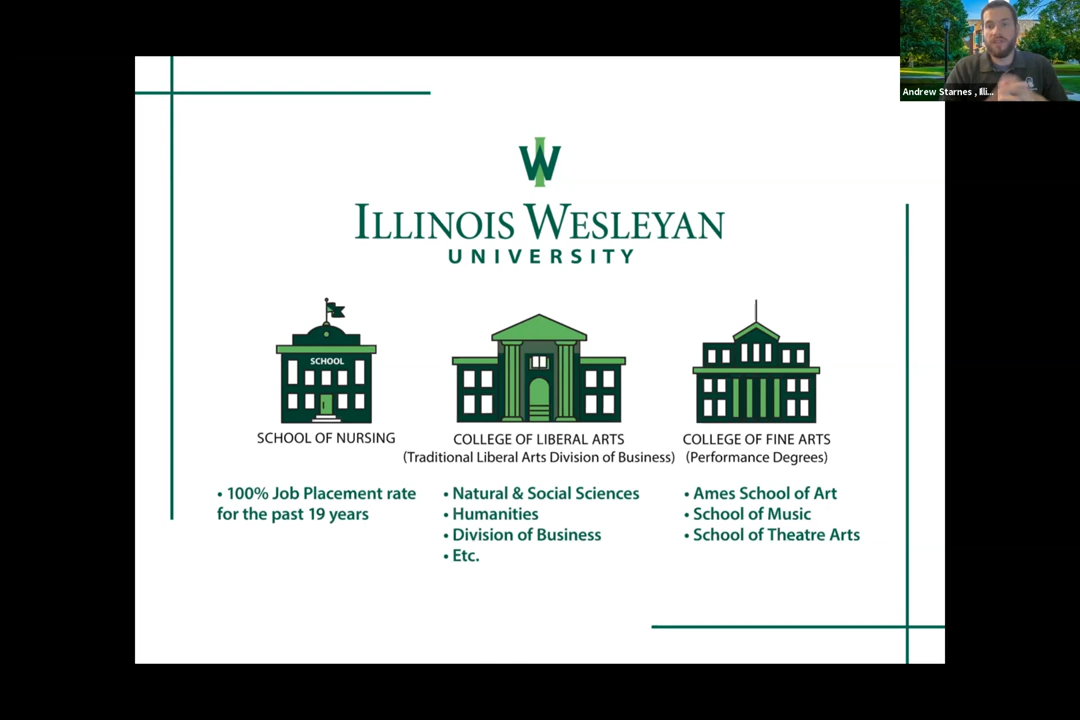 Andrew Starnes , Illi...
W
ILLINOIS WESLEYAN
UNIVERSITY
SCHOOL
SCHOOL OF NURSING
• 100% Job Placement rate
for the past 19 years
COLLEGE OF LIBERAL ARTS
(Traditional Liberal Arts Division of Business)
• Natural & Social Sciences
• Humanities
• Division of Business
• Etc.
COLLEGE OF FINE ARTS
(Performance Degrees)
• Ames School of Art
• School of Music
• School of Theatre Arts